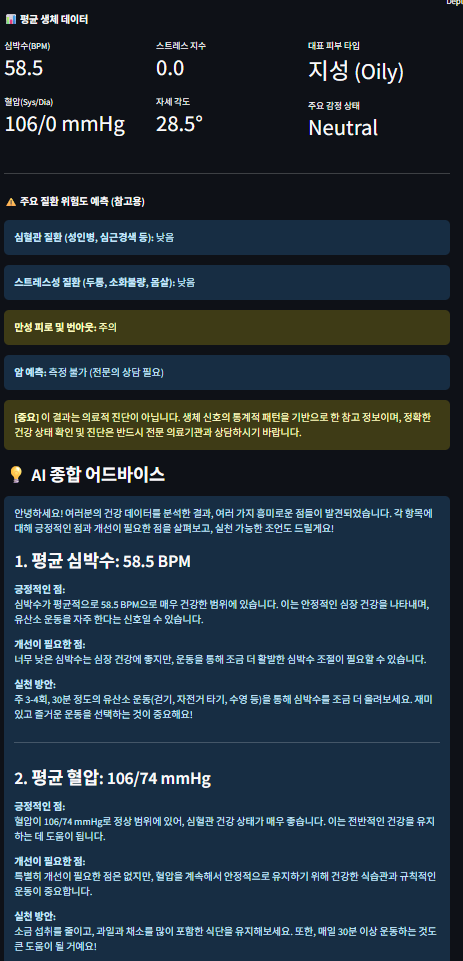 Dep
📊 평균 생체 데이터
심박수(BPM)
58.5
스트레스 지수
0.0
대표 피부 타입
지성 (Oily)
혈압(Sys/Dia)
106/0 mmHg
자세 각도
28.5°
주요 감정 상태
Neutral
⚠️ 주요 질환 위험도 예측 (참고용)
심혈관 질환 (성인병, 심근경색 등): 낮음
스트레스성 질환 (두통, 소화불량, 몸살): 낮음
만성 피로 및 번아웃: 주의
암 예측: 측정 불가 (전문의 상담 필요)
[중요] 이 결과는 의료적 진단이 아닙니다. 생체 신호의 통계적 패턴을 기반으로 한 참고 정보이며, 정확한
건강 상태 확인 및 진단은 반드시 전문 의료기관과 상담하시기 바랍니다.
💡 AI 종합 어드바이스
안녕하세요! 여러분의 건강 데이터를 분석한 결과, 여러 가지 흥미로운 점들이 발견되었습니다. 각 항목에
대해 긍정적인 점과 개선이 필요한 점을 살펴보고, 실천 가능한 조언도 드릴게요!
1. 평균 심박수: 58.5 BPM
긍정적인 점:
심박수가 평균적으로 58.5 BPM으로 매우 건강한 범위에 있습니다. 이는 안정적인 심장 건강을 나타내며,
유산소 운동을 자주 한다는 신호일 수 있습니다.
개선이 필요한 점:
너무 낮은 심박수는 심장 건강에 좋지만, 운동을 통해 조금 더 활발한 심박수 조절이 필요할 수 있습니다.
실천 방안:
주 3-4회, 30분 정도의 유산소 운동(걷기, 자전거 타기, 수영 등)을 통해 심박수를 조금 더 올려보세요. 재미
있고 즐거운 운동을 선택하는 것이 중요해요!
2. 평균 혈압: 106/74 mmHg
긍정적인 점:
혈압이 106/74 mmHg로 정상 범위에 있어, 심혈관 건강 상태가 매우 좋습니다. 이는 전반적인 건강을 유지
하는 데 도움이 됩니다.
개선이 필요한 점:
특별히 개선이 필요한 점은 없지만, 혈압을 계속해서 안정적으로 유지하기 위해 건강한 식습관과 규칙적인
운동이 중요합니다.
실천 방안:
소금 섭취를 줄이고, 과일과 채소를 많이 포함한 식단을 유지해보세요. 또한, 매일 30분 이상 운동하는 것도
큰 도움이 될 거예요!